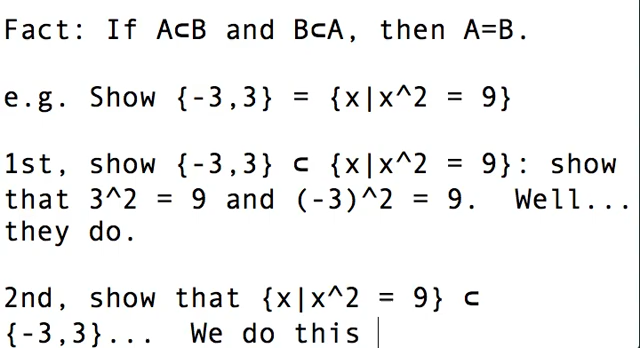 Fact: If A⊂B and B⊂A, then A=B.
e.g. Show {-3,3} = {x|x^2 = 9}
1st, show {-3,3} ⊂ {x|x^2 = 9}: show
that 3^2 = 9 and (-3)^2 = 9.  Well...
they do.
2nd, show that {x|x^2 = 9} ⊂
{-3,3}...  We do this